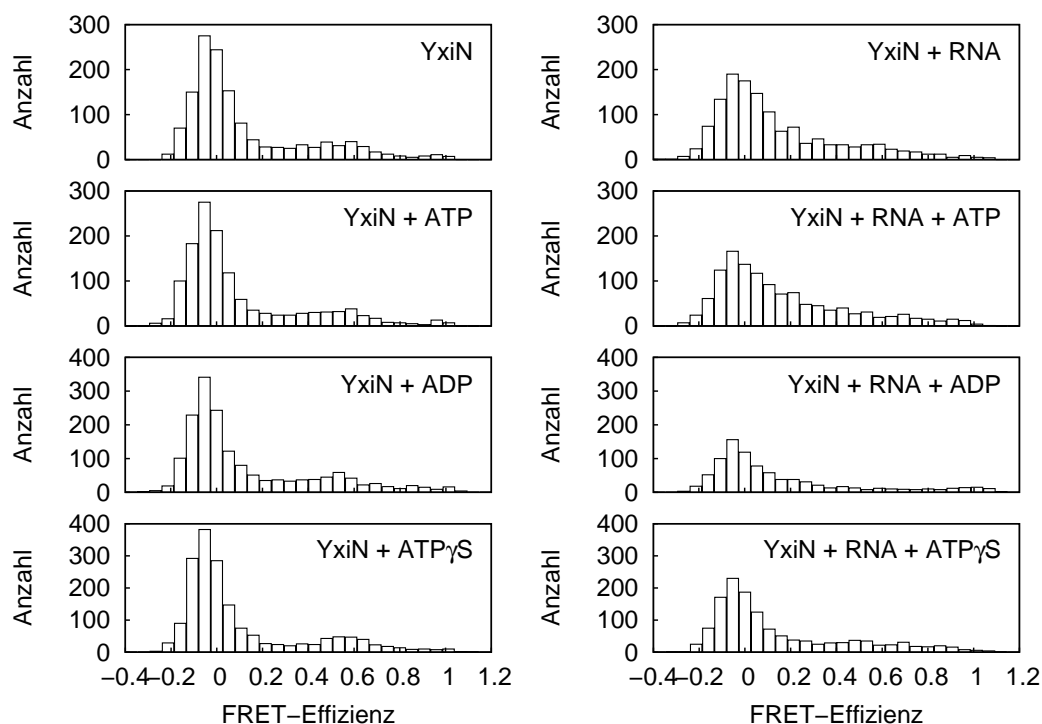 300
200
100
0
Anzahl
YxiN
300
200
100
0
Anzahl
YxiN + RNA
300
200
100
0
Anzahl
YxiN + ATP
300
200
100
0
Anzahl
YxiN + RNA + ATP
400
300
200
100
0
Anzahl
YxiN + ADP
400
300
200
100
0
Anzahl
YxiN + RNA + ADP
400
300
200
100
0
Anzahl
YxiN + ATPγS
−0.4 −0.2 0 0.2 0.4 0.6 0.8 1 1.2
FRET−Effizienz
400
300
200
100
0
Anzahl
YxiN + RNA + ATPγS
−0.4 −0.2 0 0.2 0.4 0.6 0.8 1 1.2
FRET−Effizienz